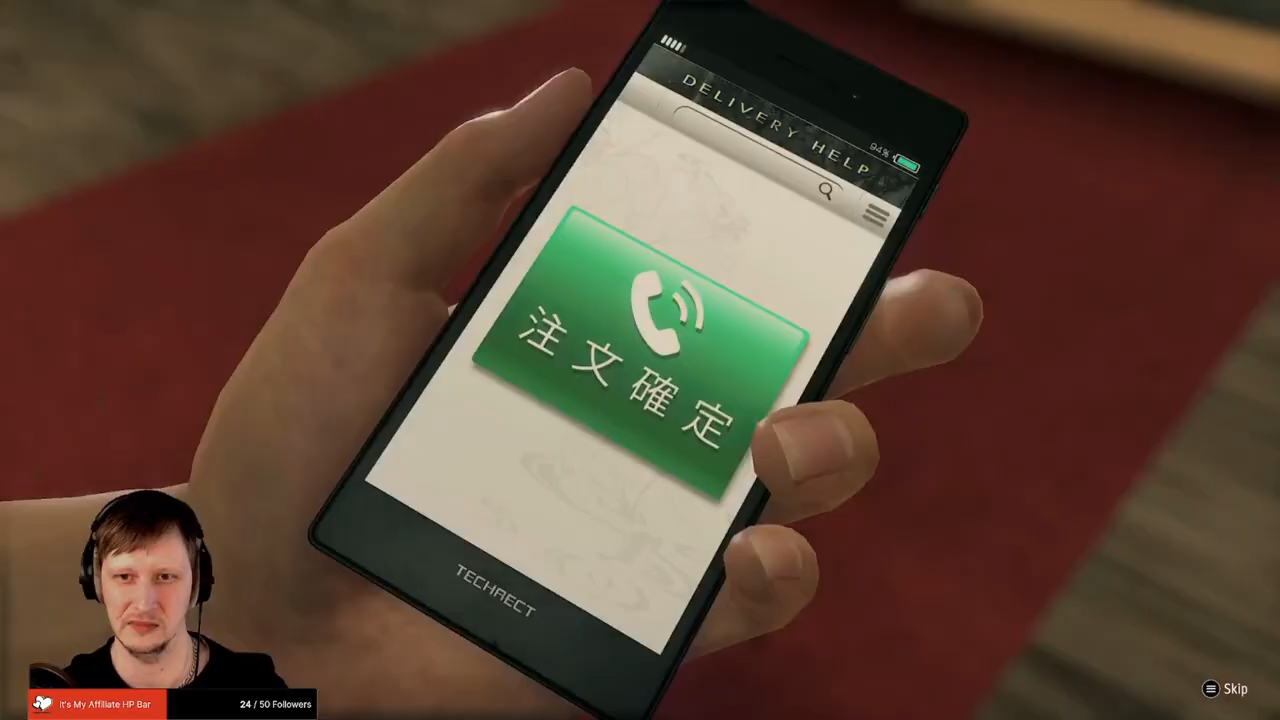 DELIVERY HELP
94%
注文確定
TECHRECT
It's My Affiliate HP Bar
24 / 50 Followers
Skip